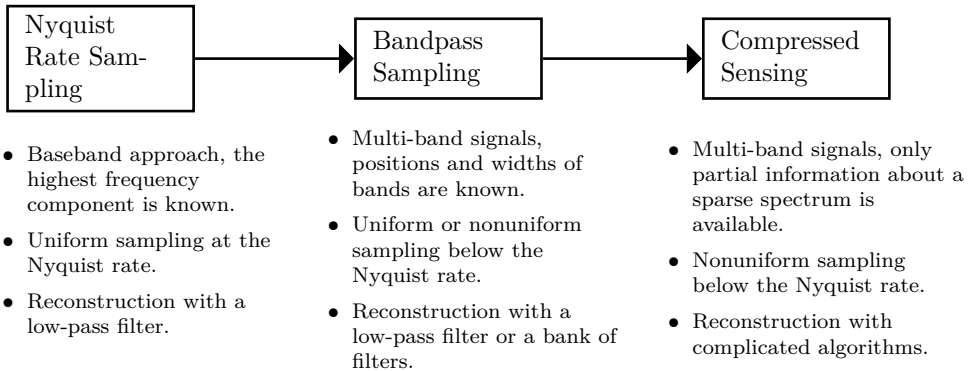 Nyquist
Rate Sam-
pling
Bandpass
Sampling
Compressed
Sensing
• Baseband approach, the
highest frequency
component is known.
• Uniform sampling at the
Nyquist rate.
• Reconstruction with a
low-pass filter.
• Multi-band signals,
positions and widths of
bands are known.
• Uniform or nonuniform
sampling below the
Nyquist rate.
• Reconstruction with a
low-pass filter or a bank of
filters.
• Multi-band signals, only
partial information about a
sparse spectrum is
available.
• Nonuniform sampling
below the Nyquist rate.
• Reconstruction with
complicated algorithms.